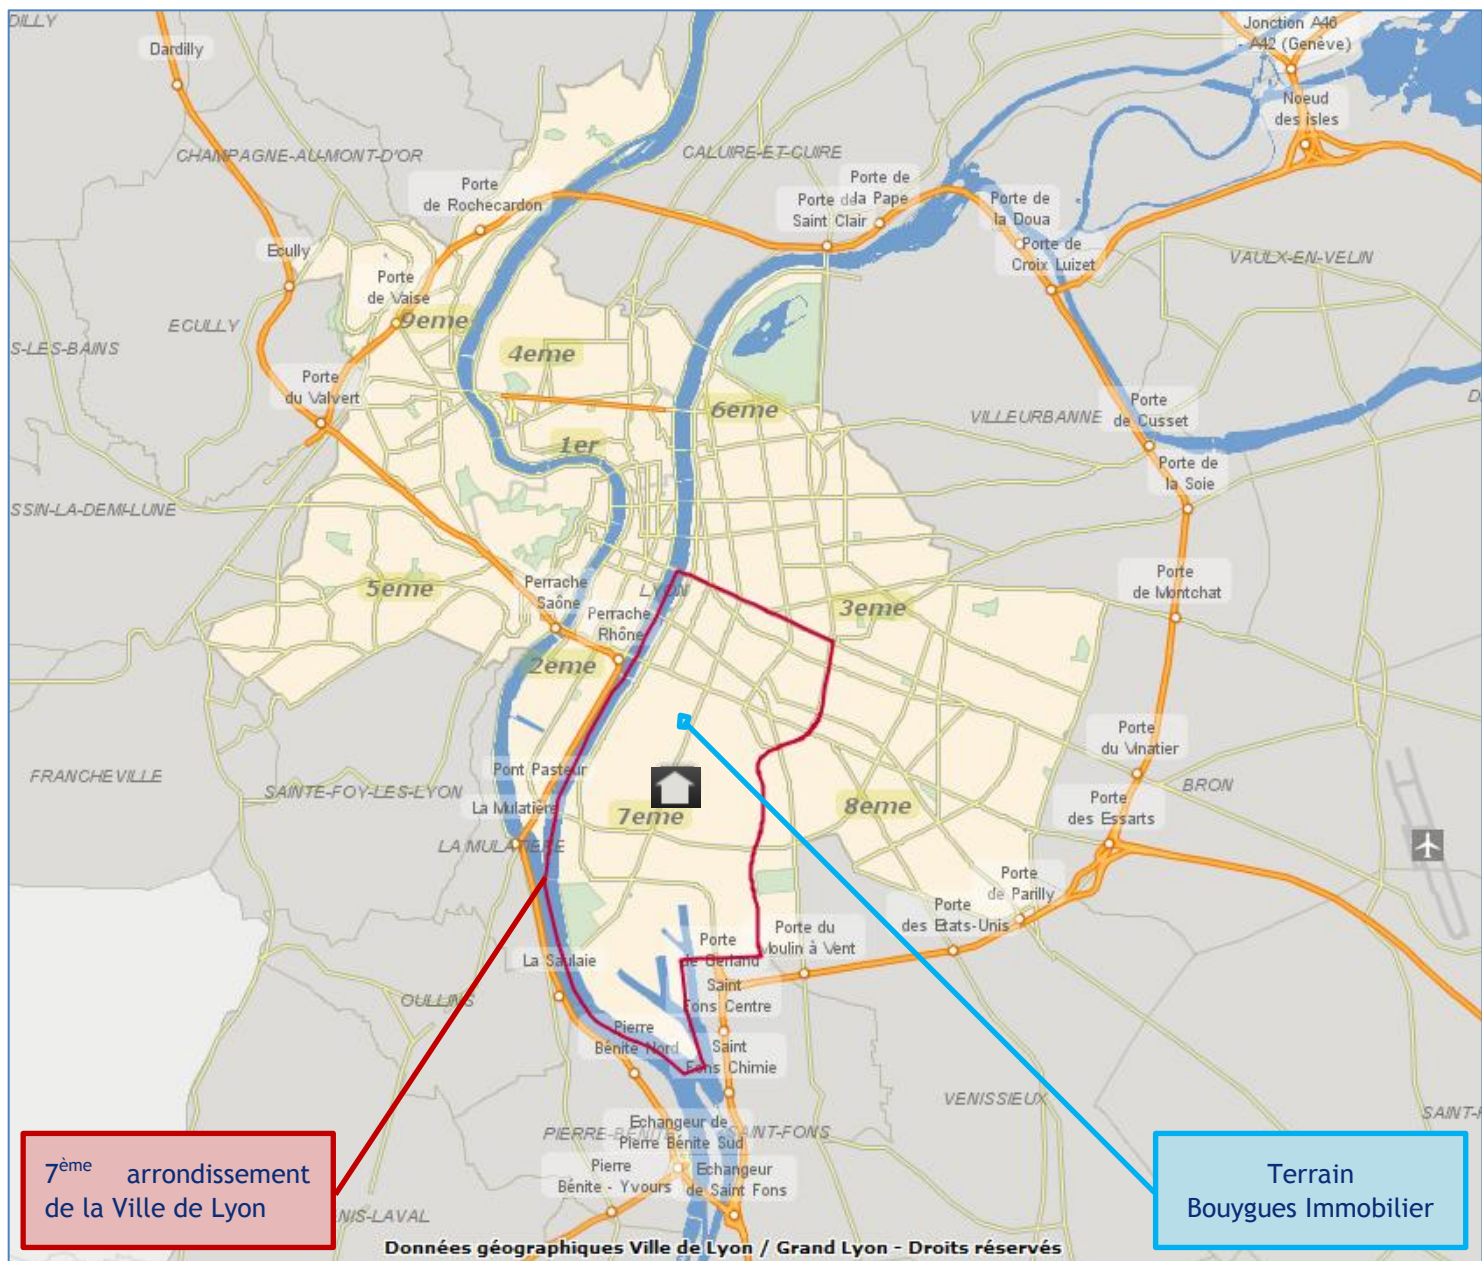 DILLY
Dardilly
Jonction A46
- A42 (Genève)
Noeud
des isles
CHAMPAGNE-AU-MONT-D'OR
CALUIRE-ET-CUIRE
Porte
de Rochecardon
Porte de
la Pape
Porte de
Saint Clair
Porte de
la Doua
Porte de
Croix Luizet
Ecully
VAULX-EN-VELIN
Porte
de Vaise
9eme
ECULLY
S-LES-BAINS
4eme
Porte
du Valvert
6eme
VILLEURBANNE
Porte
de Cusset
D
1er
Porte de
la Soie
SSIN-LA-DEMI-LUNE
5eme
Perrache
Saône
LYON
Perrache
Rhône
3eme
Porte
de Montchat
2eme
Porte
du Vinatier
FRANCHEVILLE
SAINTE-FOY-LES-LYON
Pont Pasteur
La Mulatière
7eme
8eme
BRON
Porte
des Essarts
LA MULATIERE
Porte
de Parilly
Porte
des Etats-Unis
Porte du
Moulin à Vent
Porte
de Gerland
La Saulaie
Saint
Fons Centre
OULLINS
Pierre
Bénite Nord
Saint
Fons Chimie
VENISSIEUX
SAINT-P
Echangeur de
Pierre Bénite Sud
PIERRE-BENITE
SAINT-FONS
Pierre
Bénite - Yvours
Echangeur
de Saint Fons
7ème arrondissement
de la Ville de Lyon
NIS-LAVAL
Terrain
Bouygues Immobilier
Données géographiques Ville de Lyon / Grand Lyon - Droits réservés